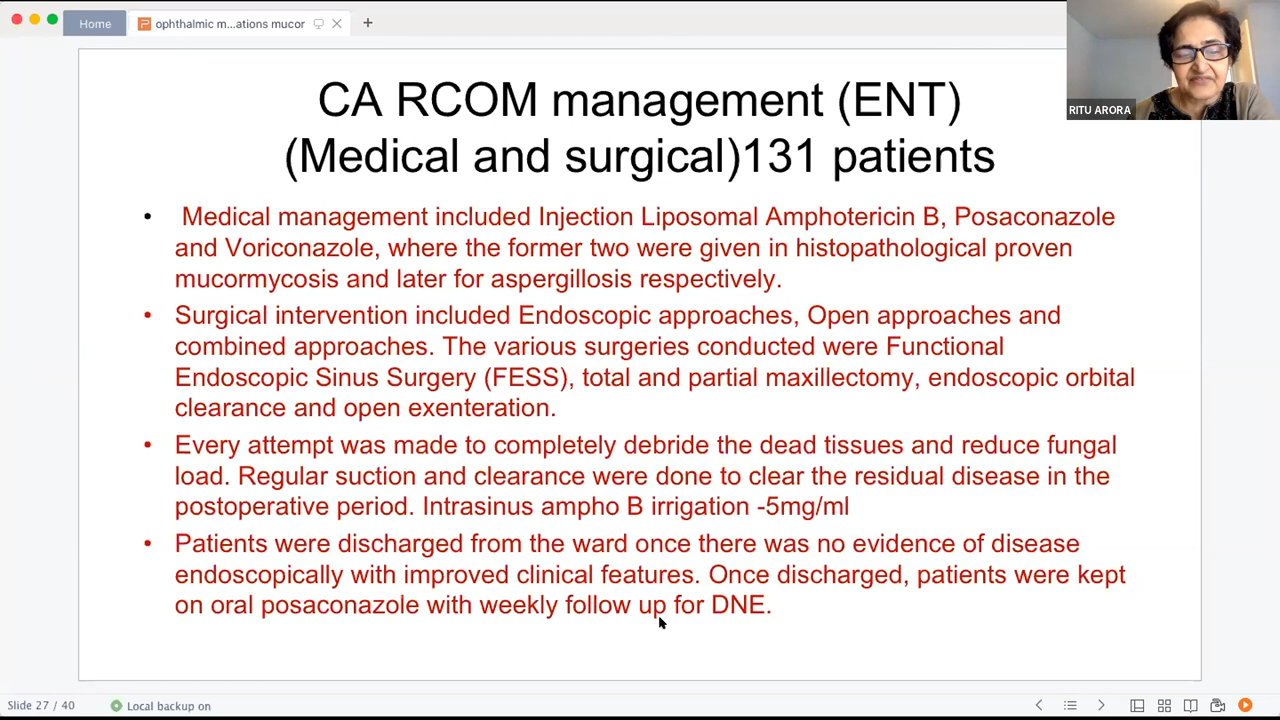 Home
ophthalmic m...ations mucor
RITU ARORA
CA RCOM management (ENT)
(Medical and surgical)131 patients
• Medical management included Injection Liposomal Amphotericin B, Posaconazole
and Voriconazole, where the former two were given in histopathological proven
mucormycosis and later for aspergillosis respectively.
• Surgical intervention included Endoscopic approaches, Open approaches and
combined approaches. The various surgeries conducted were Functional
Endoscopic Sinus Surgery (FESS), total and partial maxillectomy, endoscopic orbital
clearance and open exenteration.
• Every attempt was made to completely debride the dead tissues and reduce fungal
load. Regular suction and clearance were done to clear the residual disease in the
postoperative period. Intrasinus ampho B irrigation -5mg/ml
• Patients were discharged from the ward once there was no evidence of disease
endoscopically with improved clinical features. Once discharged, patients were kept
on oral posaconazole with weekly follow up for DNE.
Slide 27 / 40
Local backup on